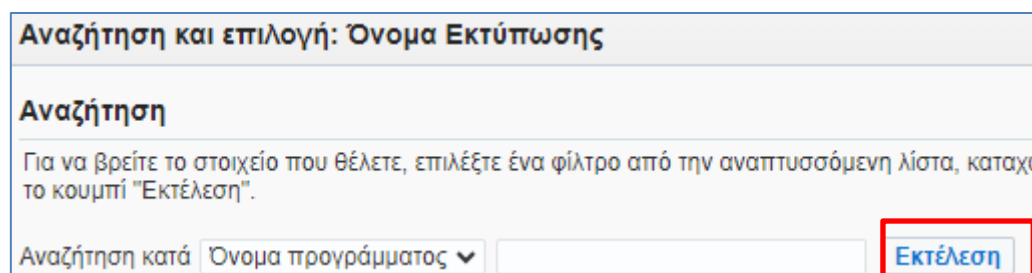 Αναζήτηση και επιλογή: Όνομα Εκτύπωσης
Αναζήτηση
Για να βρείτε το στοιχείο που θέλετε, επιλέξτε ένα φίλτρο από την αναπτυσσόμενη λίστα,
το κουμπί "Εκτέλεση".
Αναζήτηση κατά Όνομα προγράμματος Εκτέλεση